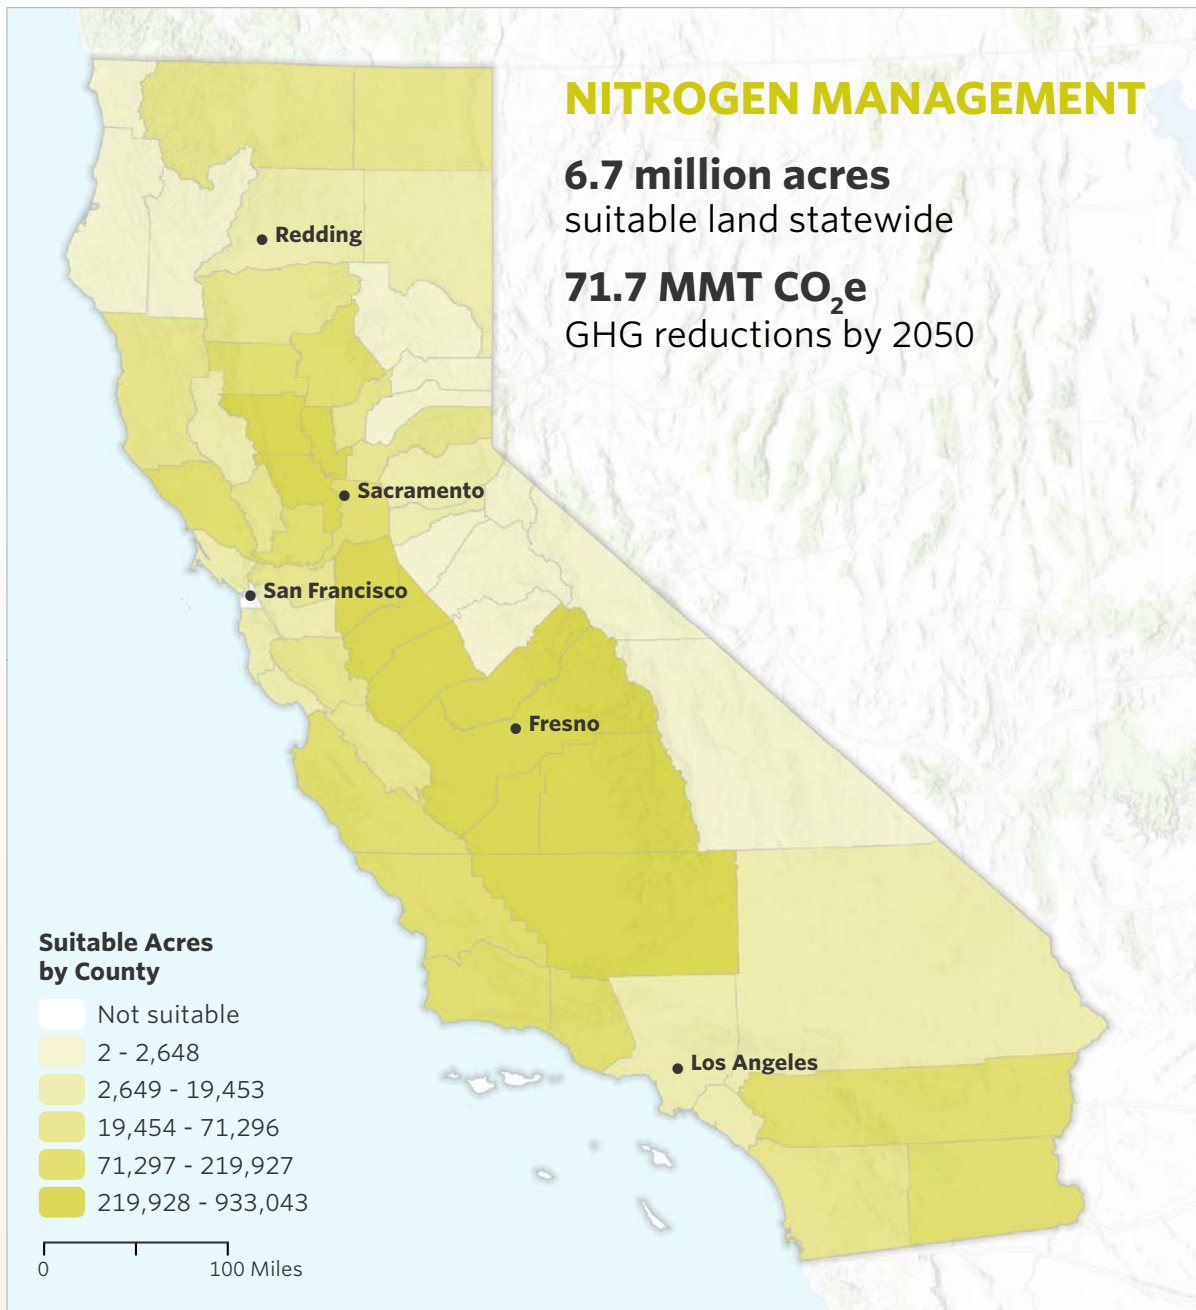 NITROGEN MANAGEMENT
6.7 million acres
suitable land statewide
71.7 MMT CO₂e
GHG reductions by 2050
Redding
Sacramento
San Francisco
Fresno
Los Angeles
Suitable Acres
by County
Not suitable
2 - 2,648
2,649 - 19,453
19,454 - 71,296
71,297 - 219,927
219,928 - 933,043
0 100 Miles